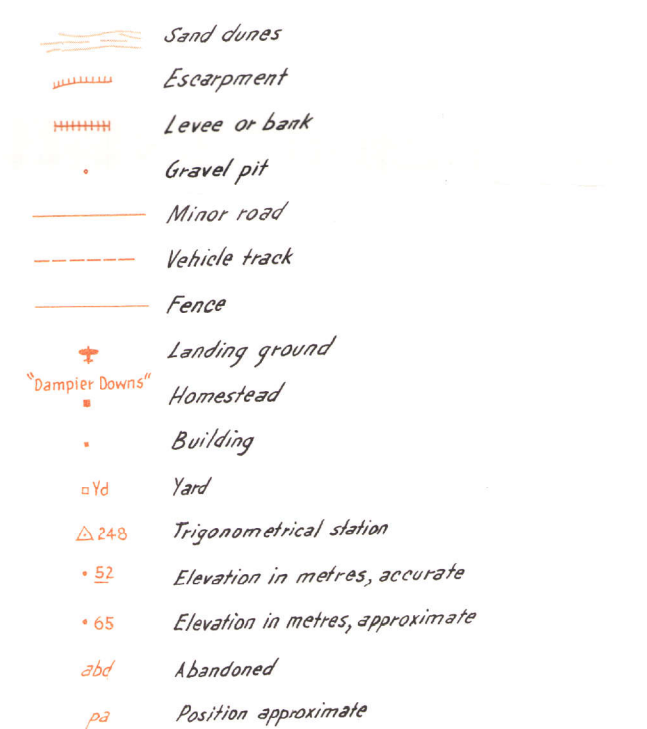 Sand dunes
Escarpment
Levee or bank
Gravel pit
Minor road
Vehicle track
Fence
Landing ground
"Dampier Downs"
Homestead
Building
Yd Yard
248 Trigonometrical station
52 Elevation in metres, accurate
65 Elevation in metres, approximate
abd Abandoned
pa Position approximate